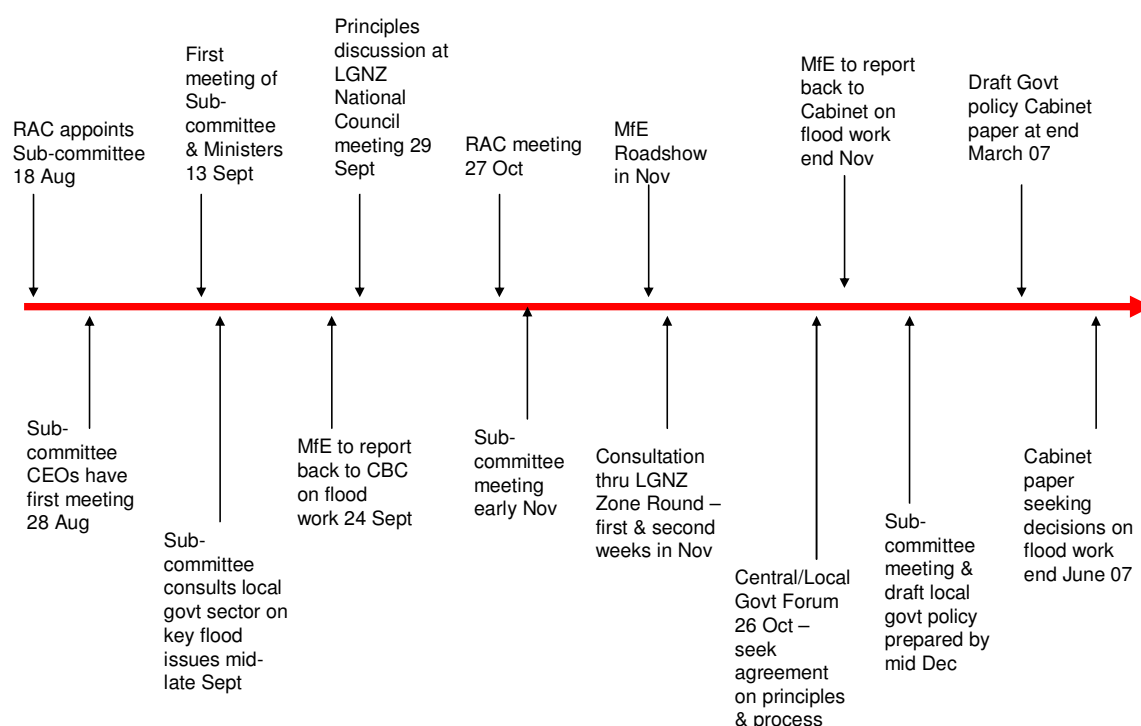 RAC appoints
Sub-committee
18 Aug
First
meeting of
Sub-
committee
& Ministers
13 Sept
Principles
discussion at
LGNZ
National
Council
meeting 29
Sept
RAC meeting
27 Oct
MfE
Roadshow
in Nov
MfE to report
back to
Cabinet on
flood work
end Nov
Draft Govt
policy Cabinet
paper at end
March 07
Sub-
committee
CEOs have
first meeting
28 Aug
Sub-
committee
consults local
govt sector on
key flood
issues mid-
late Sept
MfE to report
back to CBC
on flood
work 24 Sept
Sub-
committee
meeting
early Nov
Consultation
thru LGNZ
Zone Round –
first & second
weeks in Nov
Central/Local
Govt Forum
26 Oct –
seek
agreement
on principles
& process
Sub-
committee
meeting &
draft local
govt policy
prepared by
mid Dec
Cabinet
paper
seeking
decisions on
flood work
end June 07